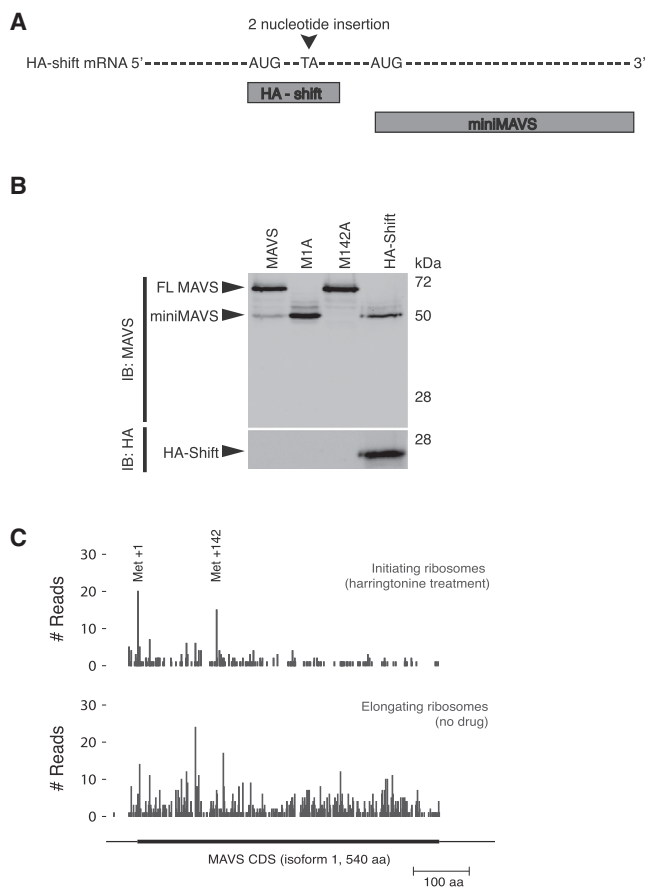 A
2 nucleotide insertion
HA-shift mRNA 5’ AUG TA AUG 3’
HA - shift
miniMAVS
B
MAVS M1A M142A HA-Shift
kDa
FL MAVS 72
miniMAVS 50
IB: MAVS
28
28
IB: HA
HA-Shift
C
Met +1 Met +142
30
20
10
0
# Reads
Initiating ribosomes
(harringtonine treatment)
30
20
10
0
# Reads
Elongating ribosomes
(no drug)
MAVS CDS (isoform 1, 540 aa)
100 aa